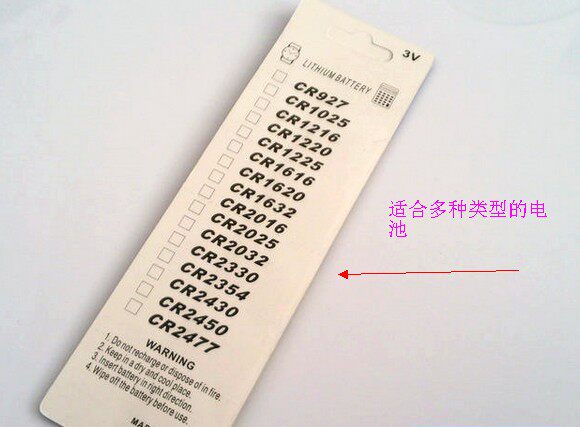 3V
LITHIUM BATTERY
CR927
CR1025
CR1216
CR1220
CR1225
CR1616
CR1620
CR1632
CR2016
CR2025
CR2032
CR2330
CR2354
CR2430
CR2450
CR2477
WARNING
1. Do not recharge or dispose of in fire.
2. Keep in a dry and cool place.
3. Insert battery in right direction.
4. Wipe off the battery before use.
适合多种类型的电
池